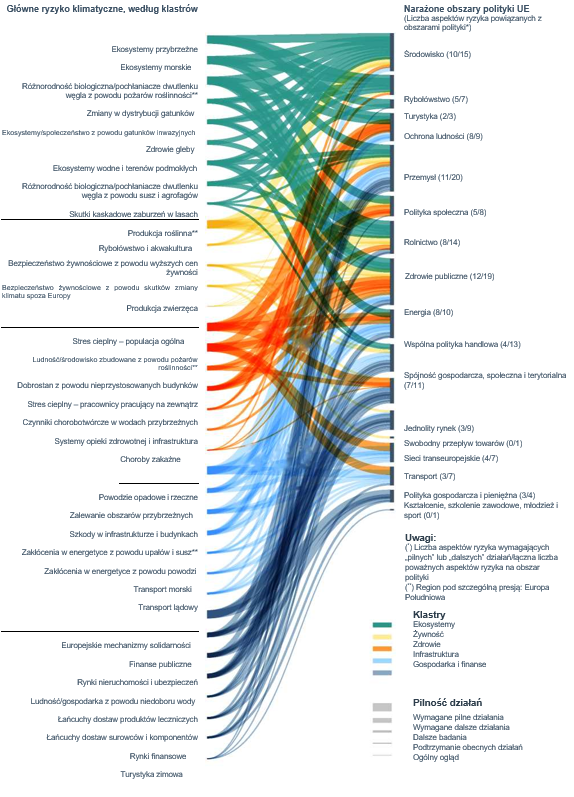 Główne ryzyko klimatyczne, według klastrów
Ekosystemy przybrzeżne
Ekosystemy morskie
Różnorodność biologiczna/pochłaniacze dwutlenku
węgla z powodu pożarów roślinności**
Zmiany w dystrybucji gatunków
Ekosystemy/społeczeństwo z powodu gatunków inwazyjnych
Zdrowie gleby
Ekosystemy wodne i terenów podmokłych
Różnorodność biologiczna/pochłaniacze dwutlenku
węgla z powodu susz i agrofagów
Skutki kaskadowe zaburzeń w lasach
Produkcja roślinna**
Rybołówstwo i akwakultura
Bezpieczeństwo żywnościowe z powodu wyższych cen
żywności
Bezpieczeństwo żywnościowe z powodu skutków zmiany
klimatu spoza Europy
Produkcja zwierzęca
Stres cieplny – populacja ogólna
Ludność/środowisko zbudowane z powodu pożarów
roślinności**
Dobrostan z powodu nieprzystosowanych budynków
Stres cieplny – pracownicy pracujący na zewnątrz
Czynniki chorobotwórcze w wodach przybrzeżnych
Systemy opieki zdrowotnej i infrastruktura
Choroby zakaźne
Powodzie opadowe i rzeczne
Zalewanie obszarów przybrzeżnych
Szkody w infrastrukturze i budynkach
Zakłócenia w energetyce z powodu upałów i susz**
Zakłócenia w energetyce z powodu powodzi
Transport morski
Transport lądowy
Europejskie mechanizmy solidarności
Finanse publiczne
Rynki nieruchomości i ubezpieczeń
Ludność/gospodarka z powodu niedoboru wody
Łańcuchy dostaw produktów leczniczych
Łańcuchy dostaw surowców i komponentów
Rynki finansowe
Turystyka zimowa
Narażone obszary polityki UE
(Liczba aspektów ryzyka powiązanych z
obszarami polityki*)
Środowisko (10/15)
Rybołówstwo (5/7)
Turystyka (2/3)
Ochrona ludności (8/9)
Przemysł (11/20)
Polityka społeczna (5/8)
Rolnictwo (8/14)
Zdrowie publiczne (12/19)
Energia (8/10)
Wspólna polityka handlowa (4/13)
Spójność gospodarcza, społeczna i terytorialna
(7/11)
Jednolity rynek (3/9)
Swobodny przepływ towarów (0/1)
Sieci transeuropejskie (4/7)
Transport (3/7)
Polityka gospodarcza i pieniężna (3/4)
Kształcenie, szkolenie zawodowe, młodzież i
sport (0/1)
Uwagi:
(*) Liczba aspektów ryzyka wymagających
„pilnych” lub „dalszych” działań/łączna liczba
poważnych aspektów ryzyka na obszar
polityki
(**) Region pod szczególną presją: Europa
Południowa
Klastry
Ekosystemy
Żywność
Zdrowie
Infrastruktura
Gospodarka i finanse
Pilność działań
Wymagane pilne działania
Wymagane dalsze działania
Dalsze badania
Podtrzymanie obecnych działań
Ogólny ogląd